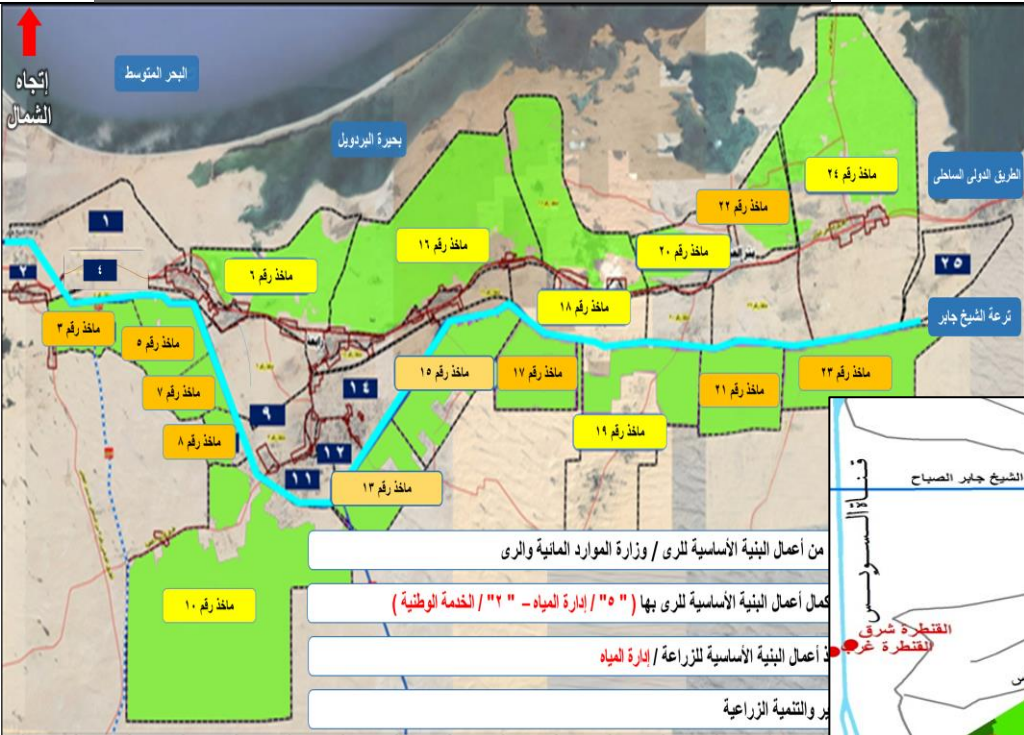 إتجاه
الشمال
البحر المتوسط
بحيرة البردويل
الطريق الدولى الساحلى
ماخذ رقم ٢٤
ماخذ رقم ٢٢
ماخذ رقم ٢٠
١
ماخذ رقم ١٦
ماخذ رقم ٦
٢
٤
٢٥
ماخذ رقم ١٨
ترعة الشيخ جابر
ماخذ رقم ٣
ماخذ رقم ٥
ماخذ رقم ١٥
ماخذ رقم ١٧
ماخذ رقم ٢١
ماخذ رقم ٢٣
ماخذ رقم ٧
١٤
٩
ماخذ رقم ٨
ماخذ رقم ١٩
١٢
١١
ماخذ رقم ١٣
ماخذ رقم ١٠
من أعمال البنية الأساسية للرى / وزارة الموارد المائية والرى
كمال أعمال البنية الأساسية للرى بها ( " ٥" / إدارة المياه – " ٢" / الخدمة الوطنية )
ذ أعمال البنية الأساسية للزراعة / إدارة المياه
ير والتنمية الزراعية
الشيخ جابر الصباح
قناة السويس
القنطرة شرق
القنطرة غرب